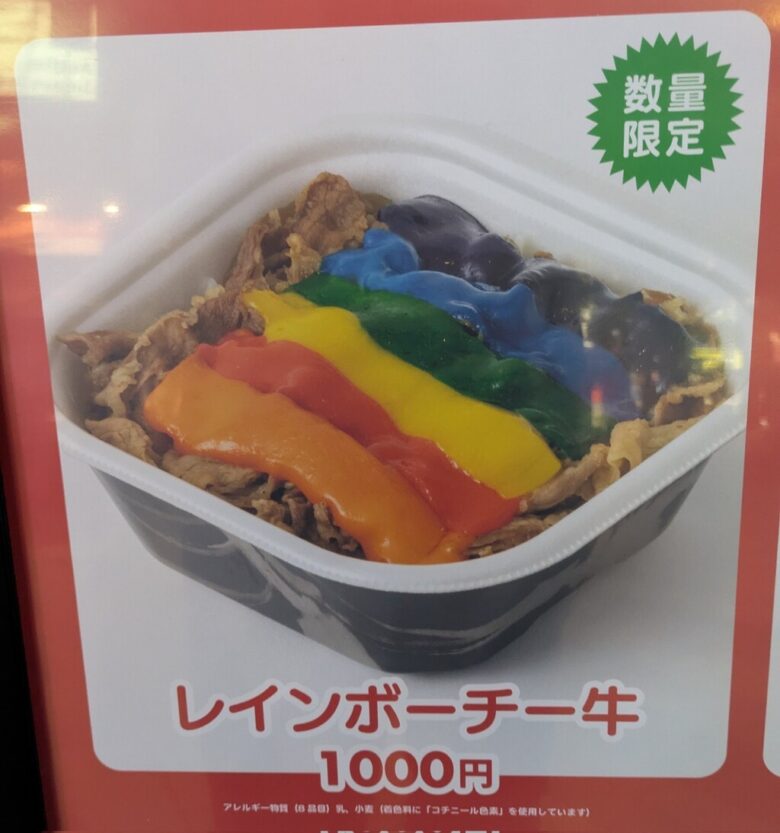 数量
限定
レインボーチー牛
1000円
アレルギー物質（8品目）乳、小麦（着色料に「コチニール色素」を使用しています）